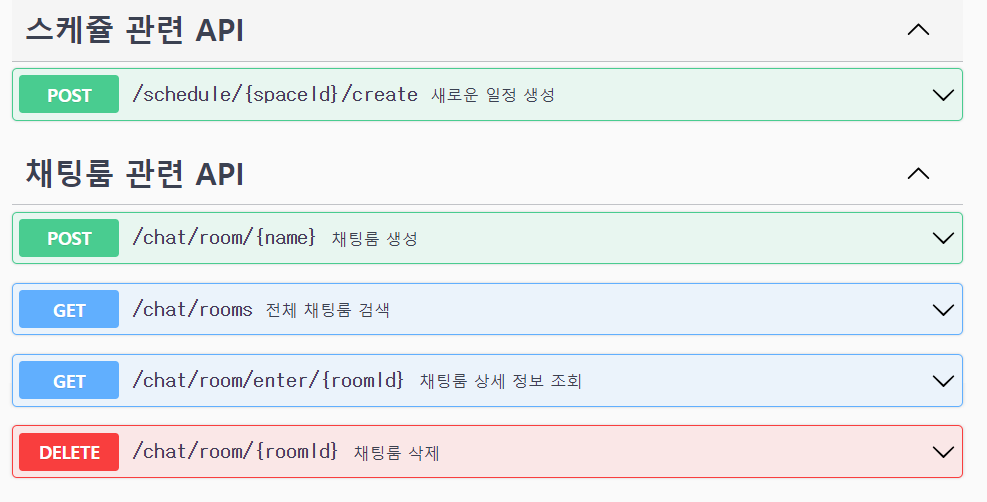 스케쥴 관련 API
POST /schedule/{spaceId}/create 새로운 일정 생성
채팅룸 관련 API
POST /chat/room/{name} 채팅룸 생성
GET /chat/rooms 전체 채팅룸 검색
GET /chat/room/enter/{roomId} 채팅룸 상세 정보 조회
DELETE /chat/room/{roomId} 채팅룸 삭제